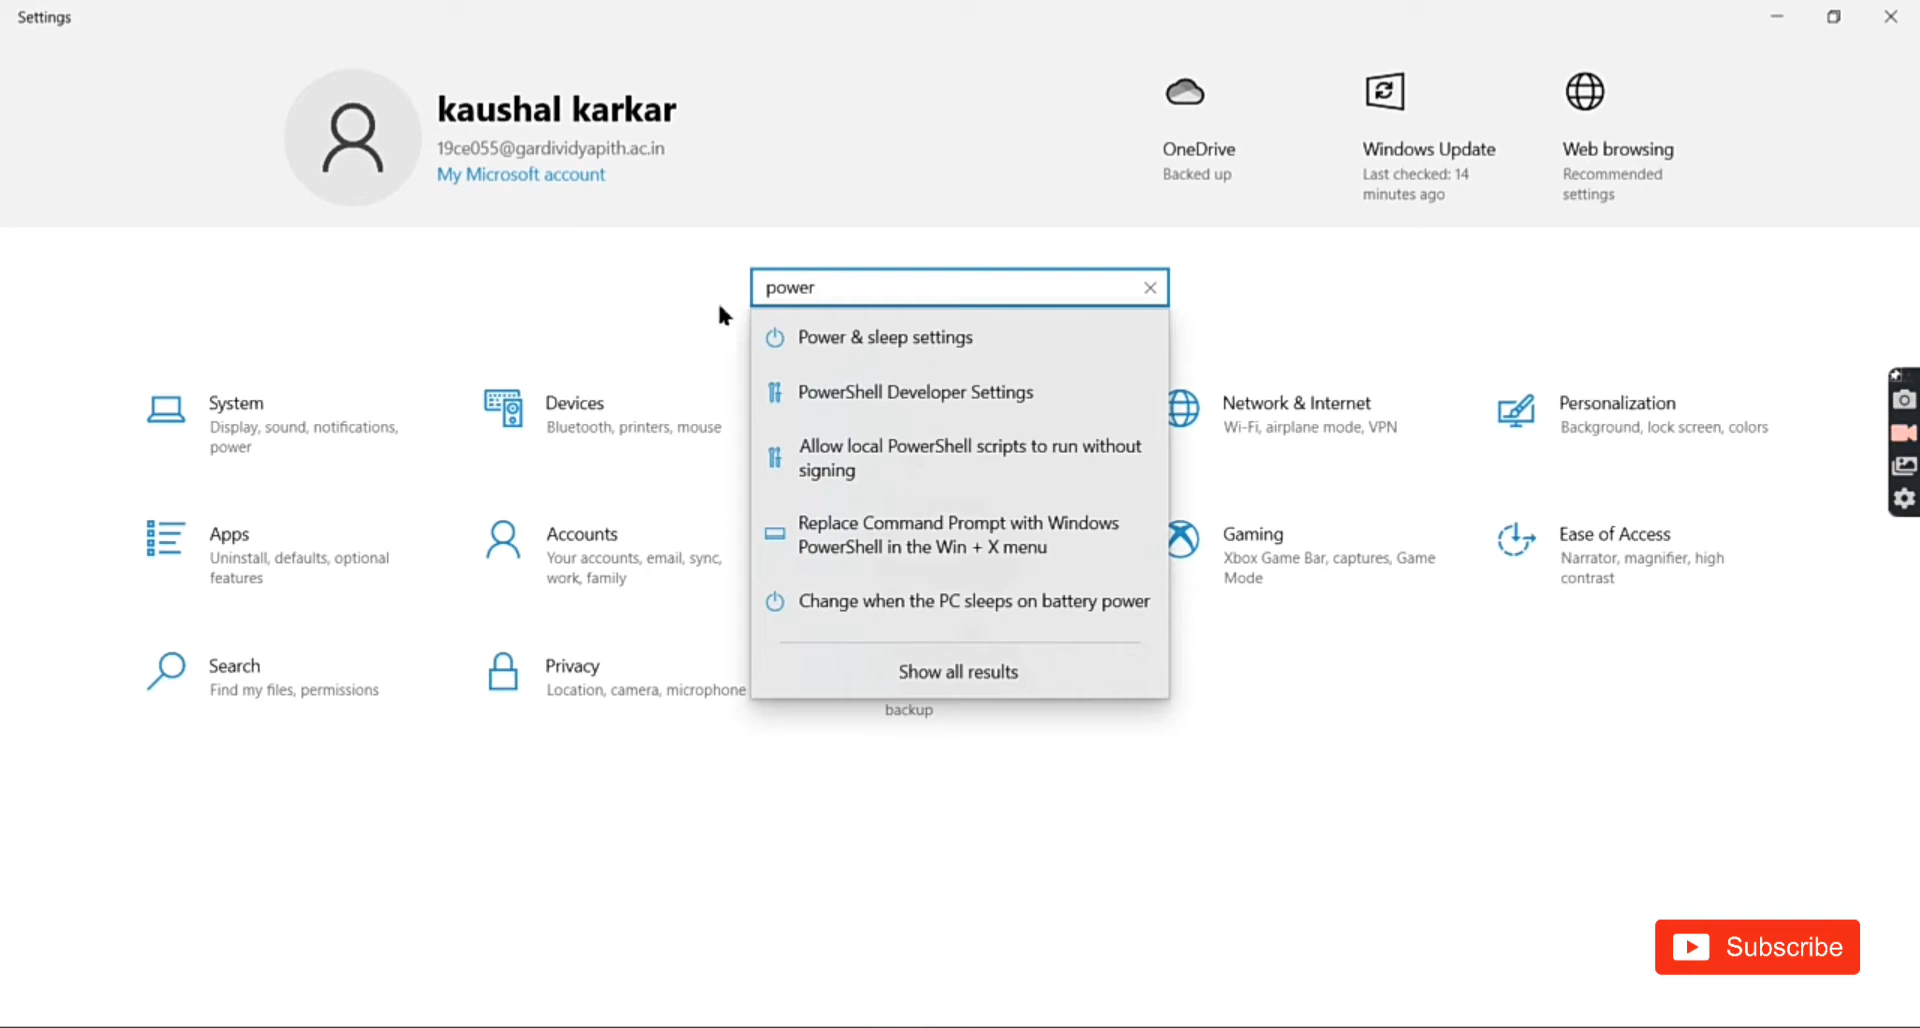 Settings
kaushal karkar
19ce055@gardividyapith.ac.in
My Microsoft account
OneDrive
Backed up
Windows Update
Last checked: 14
minutes ago
Web browsing
Recommended
settings
power
Power & sleep settings
PowerShell Developer Settings
Allow local PowerShell scripts to run without
signing
Replace Command Prompt with Windows
PowerShell in the Win + X menu
Change when the PC sleeps on battery power
Show all results
backup
System
Display, sound, notifications,
power
Devices
Bluetooth, printers, mouse
Network & Internet
Wi-Fi, airplane mode, VPN
Personalization
Background, lock screen, colors
Apps
Uninstall, defaults, optional
features
Accounts
Your accounts, email, sync,
work, family
Gaming
Xbox Game Bar, captures, Game
Mode
Ease of Access
Narrator, magnifier, high
contrast
Search
Find my files, permissions
Privacy
Location, camera, microphone
Subscribe